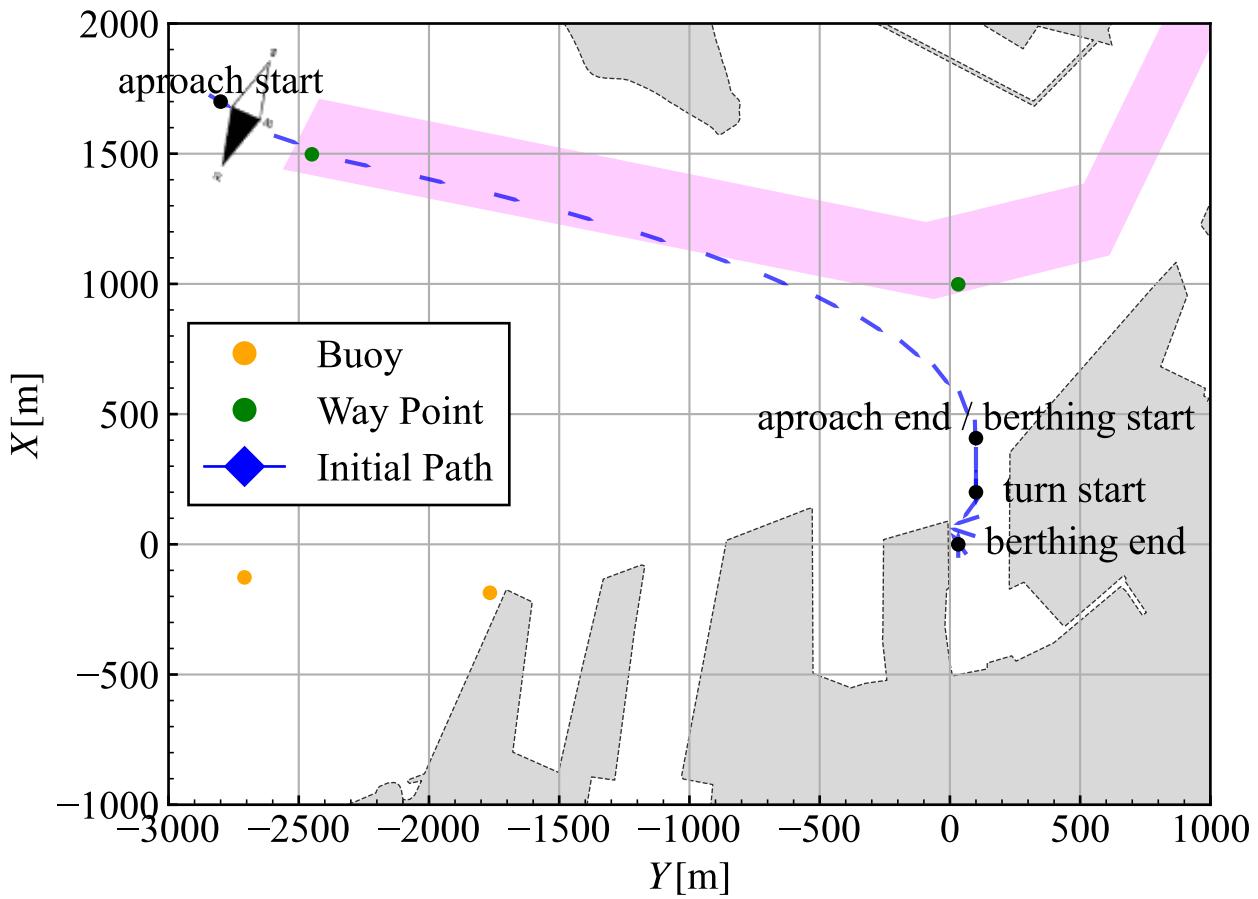 2000
aproach start
1500
1000
Buoy
Way Point
Initial Path
500
aproach end / berthing start
turn start
0
berthing end
−500
−1000
X [m]
−3000 −2500 −2000 −1500 −1000 −500 0 500 1000
Y [m]